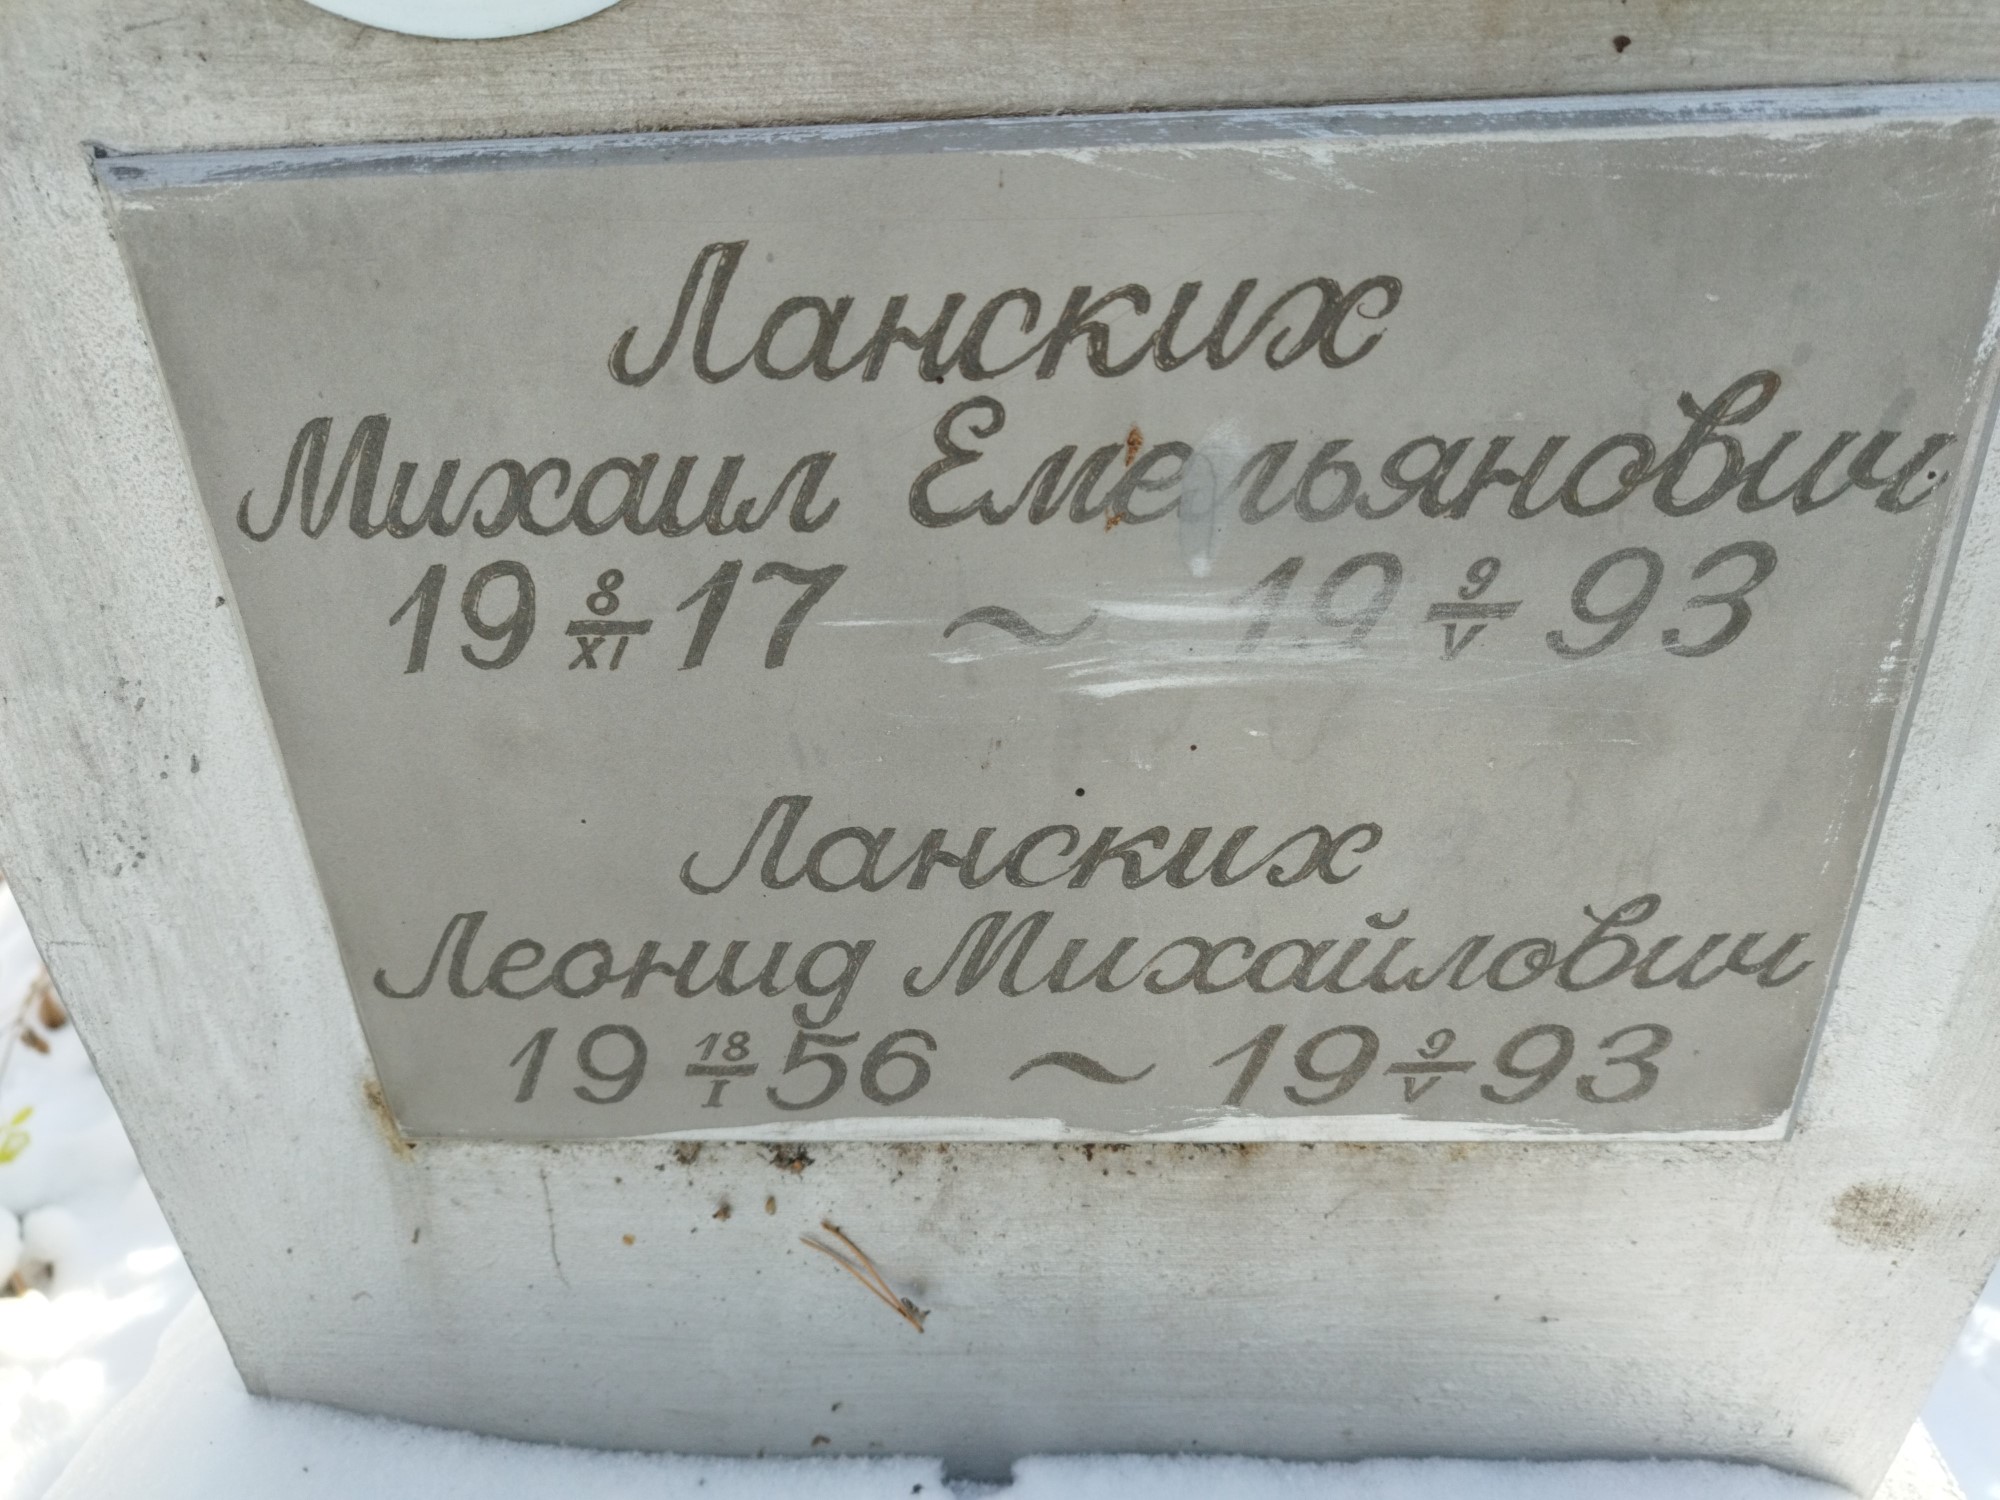 Ланских
Михаил Емельянович
19 8/XI 17 ~ 19 9/V 93
Ланских
Леонид Михайлович
19 18/I 56 ~ 19 9/V 93